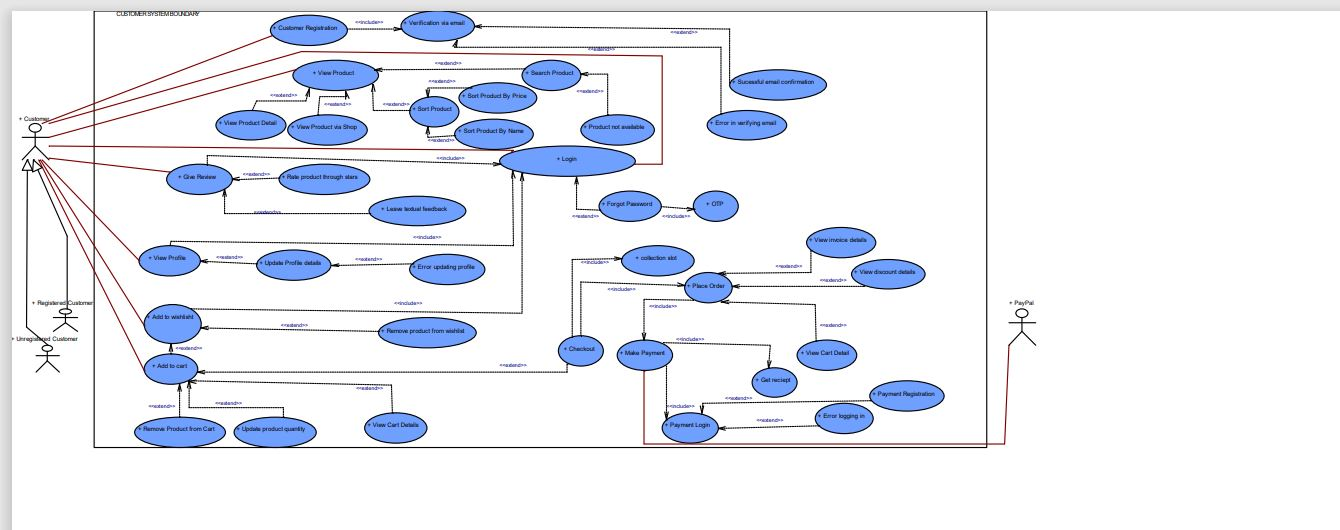 CUSTOMER SYSTEM BOUNDARY
+ Customer Registration
<<include>>
+ Verification via email
<<extend>>
<<extend>>
+ View Product
<<extend>>
+ Search Product
+ Sucessful email confirmation
<<extend>>
<<extend>>
<<extend>>
+ Sort Product By Price
<<extend>>
+ Sort Product
+ Customer
+ View Product Detail
+ View Product via Shop
+ Sort Product By Name
<<extend>>
+ Product not available
+ Error in verifying email
<<include>>
+ Login
+ Give Review
<<extend>>
+ Rate product through stars
<<extend>>
+ Leave textual feedback
+ Forgot Password
+ OTP
<<extend>>
<<include>>
<<include>>
+ View Profile
<<extend>>
+ Update Profile details
<<extend>>
+ Error updating profile
+ View invoice details
+ collection slot
<<include>>
<<extend>>
+ View discount details
<<extend>>
<<include>>
+ Place Order
+ Registered Customer
<<include>>
<<include>>
+ PayPal
+ Add to wishlisht
<<extend>>
+ Remove product from wishlist
<<extend>>
+ Unregistered Customer
<<extend>>
+ Checkout
+ Make Payment
<<include>>
+ View Cart Detail
+ Add to cart
<<extend>>
+ Get reciept
<<extend>>
+ Payment Registration
<<extend>>
<<extend>>
<<include>>
<<extend>>
+ Error logging in
+ Remove Product from Cart
+ Update product quantity
+ View Cart Details
+ Payment Login
<<extend>>